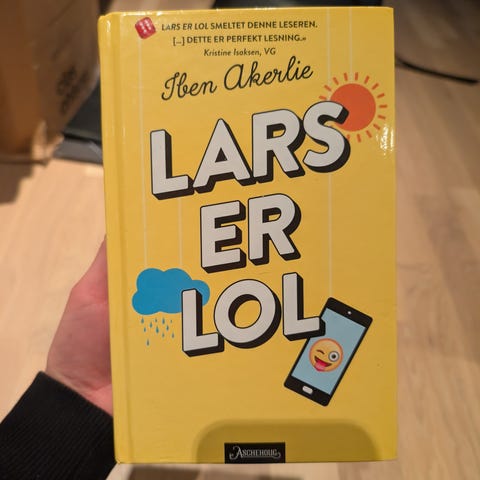 «LARS ER LOL SMELTET DENNE LESEREN.
[...] DETTE ER PERFEKT LESNING.»
Kristine Isaksen, VG
Iben Akerlie
LARS
ER
LOL
ASCHEHOUG